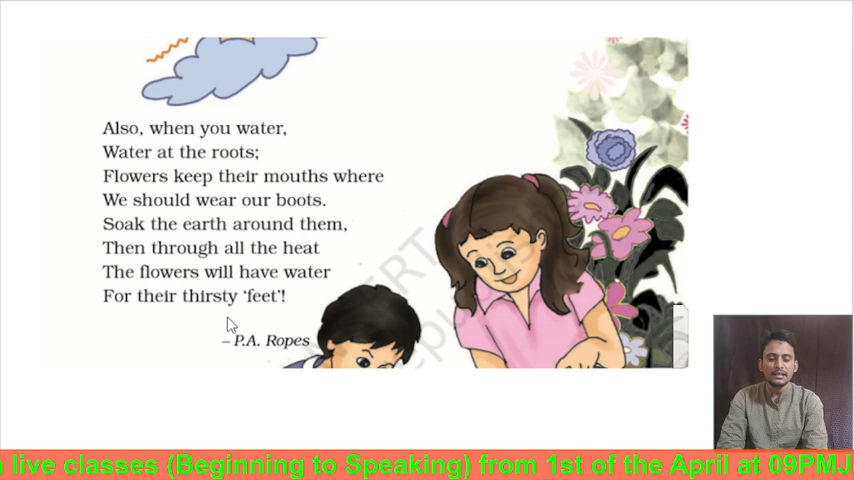 Also, when you water,
Water at the roots;
Flowers keep their mouths where
We should wear our boots.
Soak the earth around them,
Then through all the heat
The flowers will have water
For their thirsty ‘feet’!
– P.A. Ropes
live classes (Beginning to Speaking) from 1st of the April at 09PM